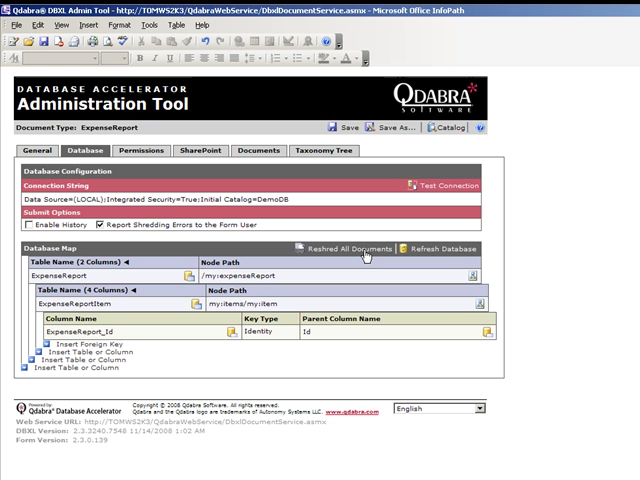 Qdabra® DBXL Admin Tool - http://TOMWS2K3/QdabraWebService/DbxlDocumentService.asmx - Microsoft Office InfoPath
File Edit View Insert Format Tools Table Help
DATABASE ACCELERATOR
Administration Tool
QDABRA
SOFTWARE
Document Type: ExpenseReport
Save Save As... Catalog
General Database Permissions SharePoint Documents Taxonomy Tree
Database Configuration
Connection String Test Connection
Data Source=(LOCAL);Integrated Security=True;Initial Catalog=DemoDB
Submit Options
Enable History Report Shredding Errors to the Form User
Database Map Reshred All Documents Refresh Database
Table Name (2 Columns) Node Path
ExpenseReport /my:expenseReport
Table Name (4 Columns) Node Path
ExpenseReportItem my:items/my:item
Column Name Key Type Parent Column Name
ExpenseReport_Id Identity Id
Insert Foreign Key
Insert Table or Column
Insert Table or Column
Insert Table or Column
Powered by:
Qdabra® Database Accelerator
Copyright © 2008 Qdabra Software. All rights reserved.
Qdabra and the Qdabra logo are trademarks of Autonomy Systems LLC. www.qdabra.com
English
Web Service URL: http://TOMWS2K3/QdabraWebService/DbxlDocumentService.asmx
DBXL Version: 2.3.3240.7548 11/14/2008 1:02 AM
Form Version: 2.3.0.139